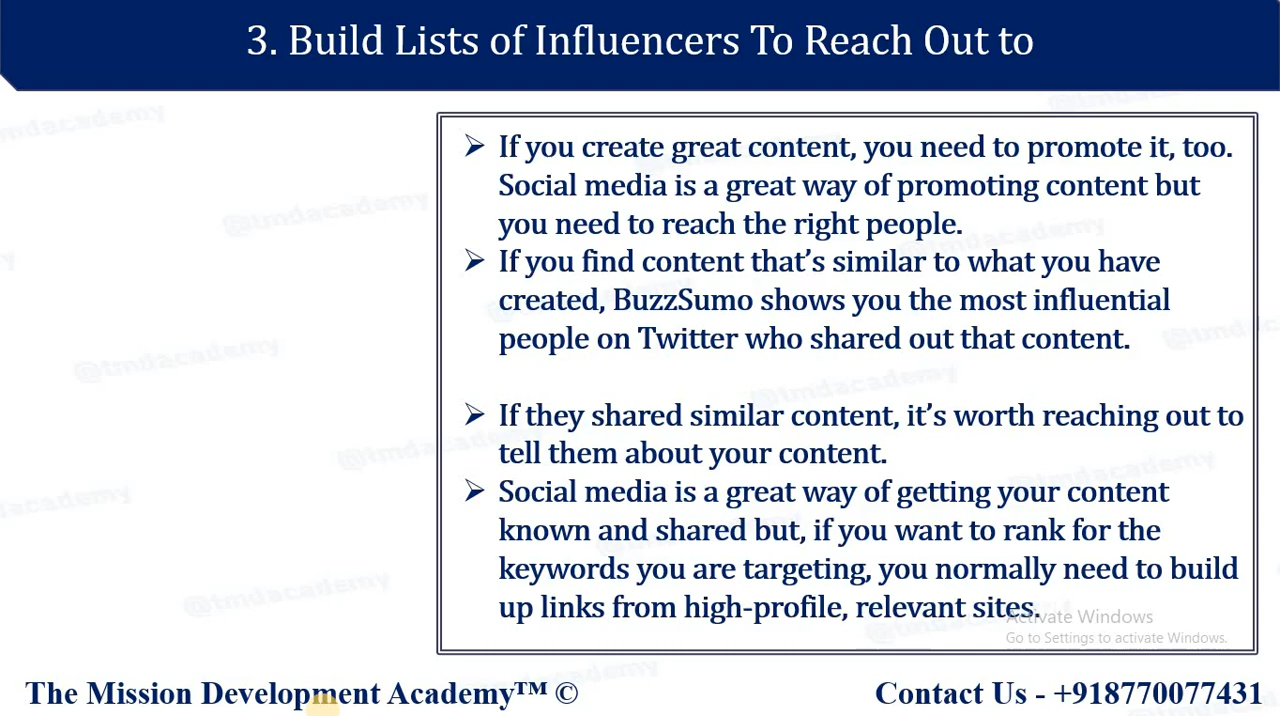 3. Build Lists of Influencers To Reach Out to
➢ If you create great content, you need to promote it, too.
Social media is a great way of promoting content but
you need to reach the right people.
➢ If you find content that’s similar to what you have
created, BuzzSumo shows you the most influential
people on Twitter who shared out that content.
➢ If they shared similar content, it’s worth reaching out to
tell them about your content.
➢ Social media is a great way of getting your content
known and shared but, if you want to rank for the
keywords you are targeting, you normally need to build
up links from high-profile, relevant sites.
Activate Windows
Go to Settings to activate Windows.
The Mission Development Academy™ ©
Contact Us - +918770077431
@tmdacademy
@tmdacademy
@tmdacademy
@tmdacademy